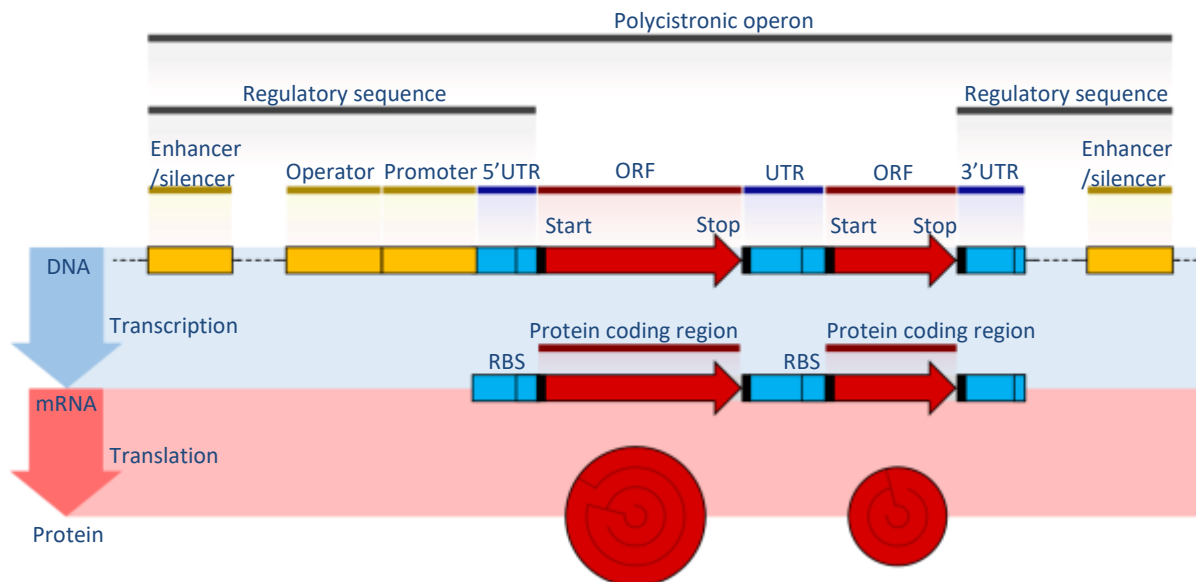 Polycistronic operon
Regulatory sequence
Regulatory sequence
Enhancer
/silencer
Operator
Promoter
5’UTR
ORF
UTR
ORF
3’UTR
Enhancer
/silencer
Start
Stop
Start
Stop
DNA
Transcription
Protein coding region
Protein coding region
RBS
RBS
mRNA
Translation
Protein